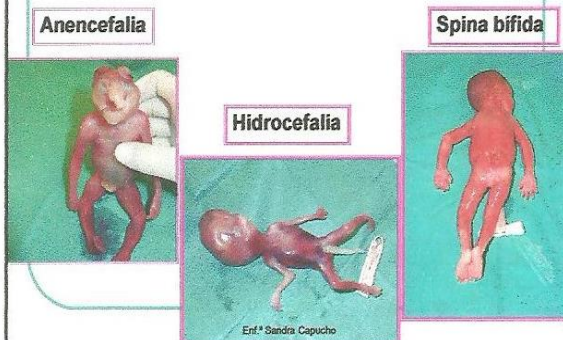 Anencefalia
Spina bífida
Hidrocefalia
Enf.ª Sandra Capucho